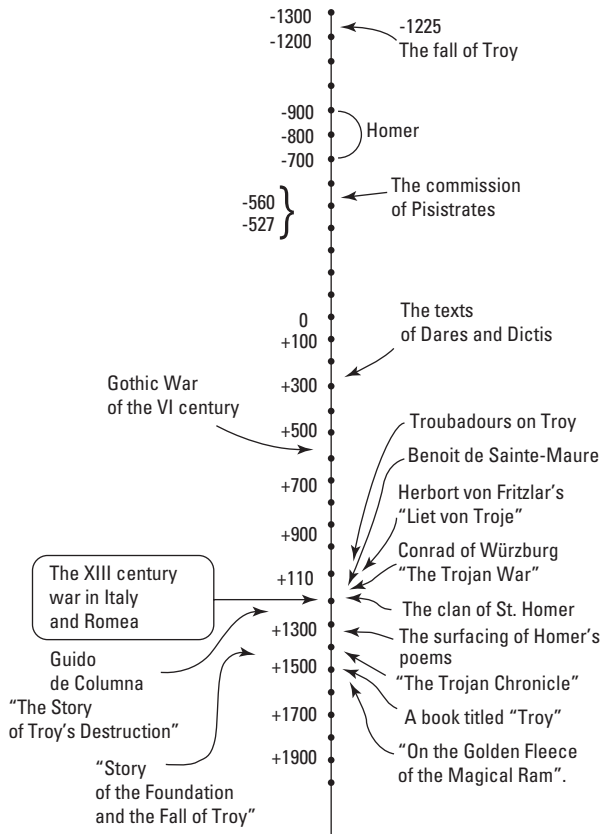 -1300
-1200
-1225
The fall of Troy
-900
-800
-700
Homer
-560
-527
The commission
of Pisistrates
0
+100
The texts
of Dares and Dictis
+300
Gothic War
of the VI century
+500
Troubadours on Troy
Benoit de Sainte-Maure
+700
Herbort von Fritzlar's
"Liet von Troje"
+900
Conrad of Würzburg
"The Trojan War"
+110
The XIII century
war in Italy
and Romea
The clan of St. Homer
+1300
The surfacing of Homer's
poems
Guido
de Columna
"The Story
of Troy's Destruction"
+1500
"The Trojan Chronicle"
+1700
A book titled "Troy"
+1900
"On the Golden Fleece
of the Magical Ram".
"Story
of the Foundation
and the Fall of Troy"